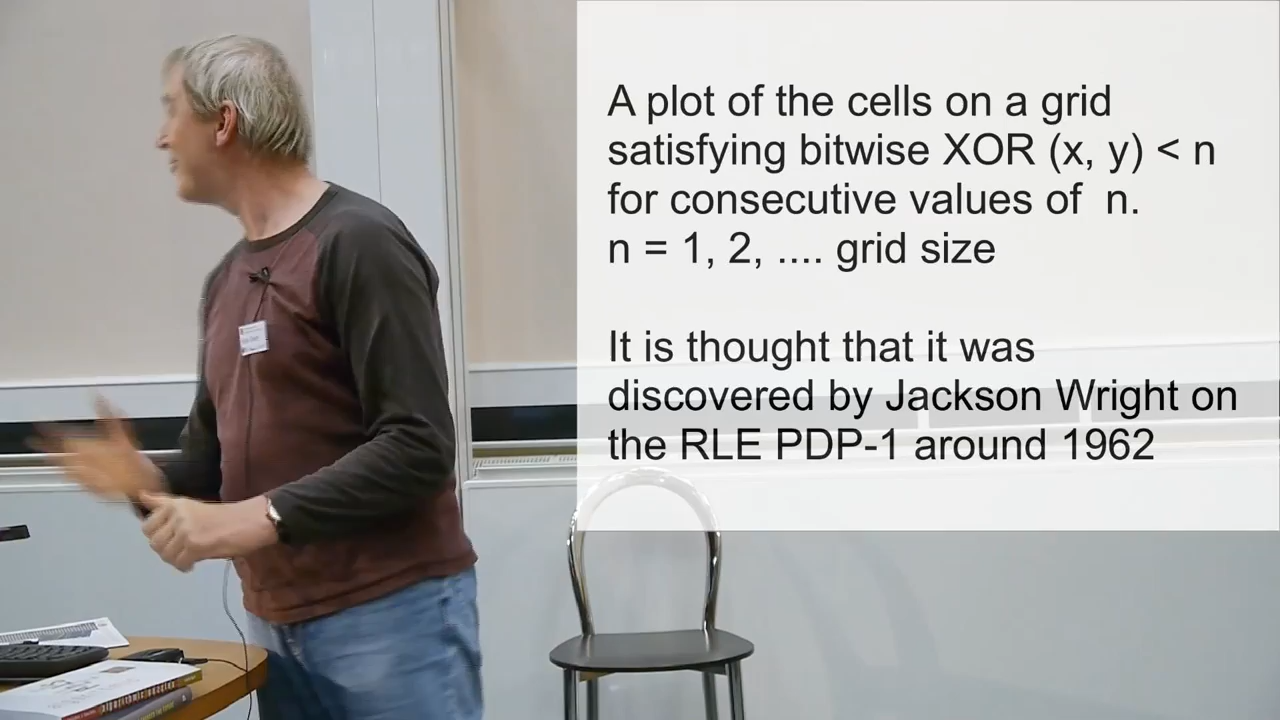 A plot of the cells on a grid
satisfying bitwise XOR (x, y) < n
for consecutive values of n.
n = 1, 2, .... grid size
It is thought that it was
discovered by Jackson Wright on
the RLE PDP-1 around 1962